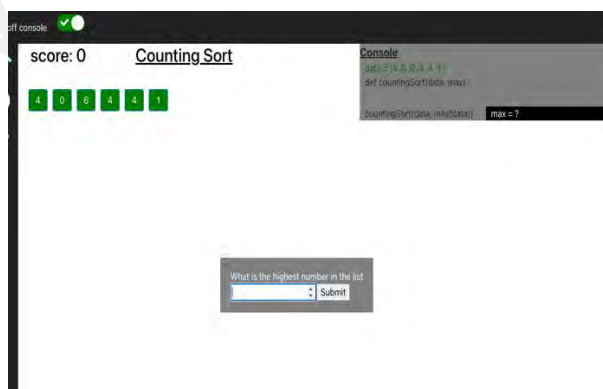 off console
score: 0 Counting Sort
Console
data = [4, 0, 6, 4, 4, 1]
def countingSort(data, max)
4 0 6 4 4 1
countingSort(data, max(data)) max = ?
What is the highest number in the list
Submit